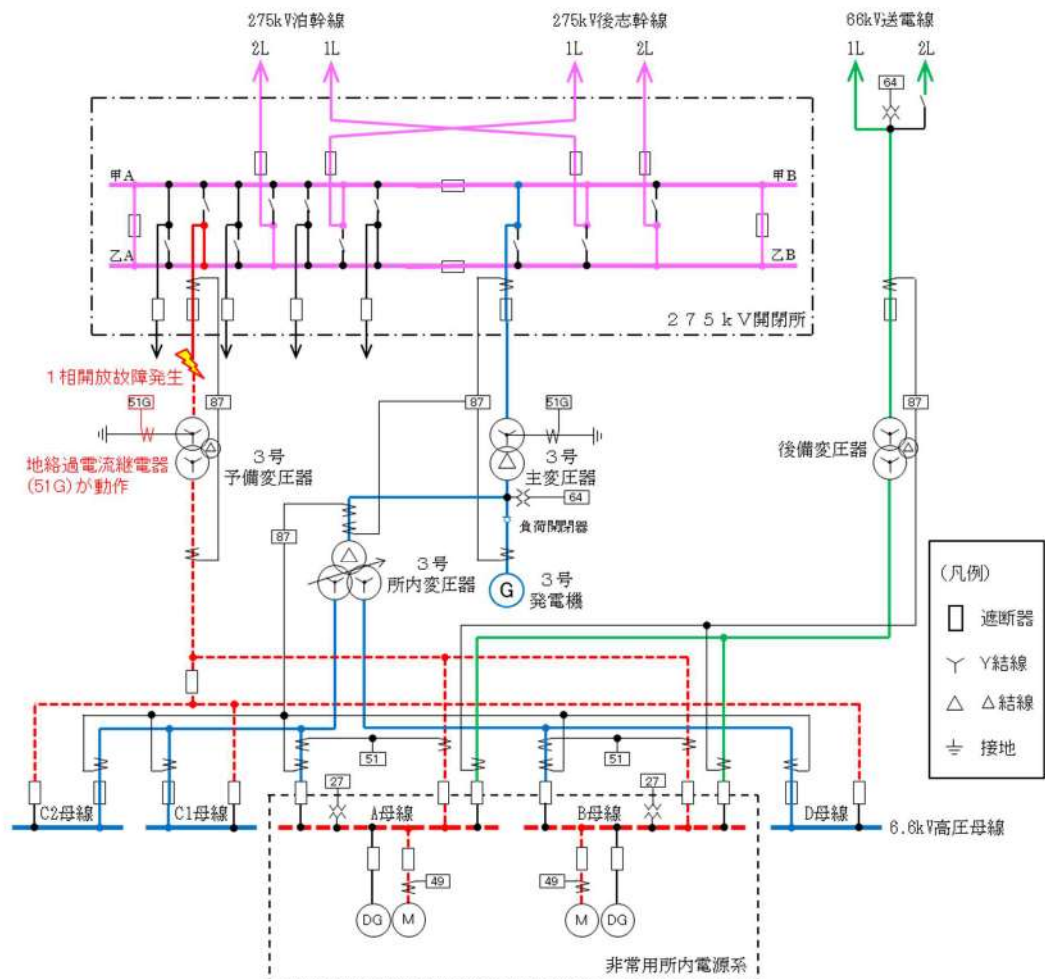 275kV泊幹線
275kV後志幹線
66kV送電線
2L
1L
1L
2L
1L
2L
64
甲A
甲B
乙A
乙B
275kV開閉所
1相開放故障発生
51G
87
87
51G
87
地絡過電流継電器
(51G)が動作
3号
予備変圧器
3号
主変圧器
後備変圧器
64
87
負荷開閉器
3号
所内変圧器
G
3号
発電機
(凡例)
遮断器
Y結線
△結線
接地
51
51
27
27
C2母線
C1母線
A母線
B母線
D母線
6.6kV高圧母線
49
49
DG
M
M
DG
非常用所内電源系